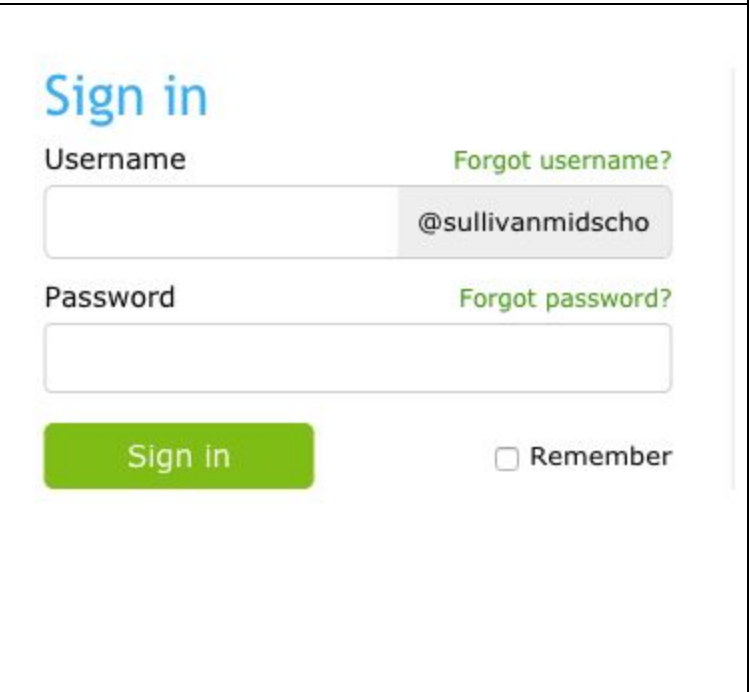 Sign in
Username Forgot username?
@sullivanmidscho
Password Forgot password?
Sign in Remember